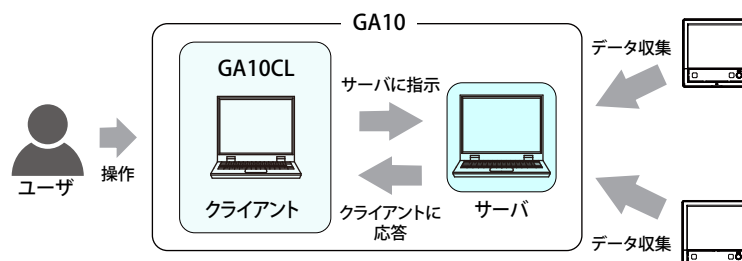 GA10
データ収集
GA10CL
サーバに指示
操作
ユーザ
クライアント
クライアントに
応答
サーバ
データ収集